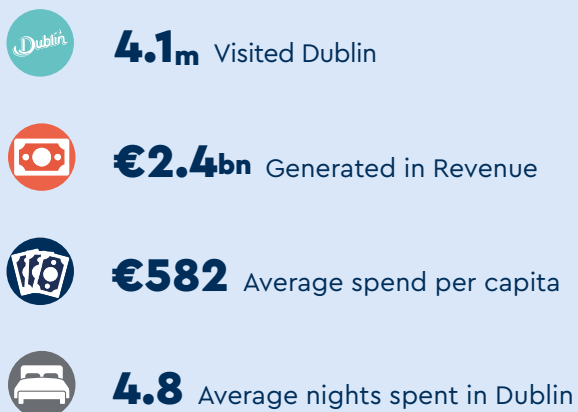 Dublin
4.1m Visited Dublin
€2.4bn Generated in Revenue
€582 Average spend per capita
4.8 Average nights spent in Dublin